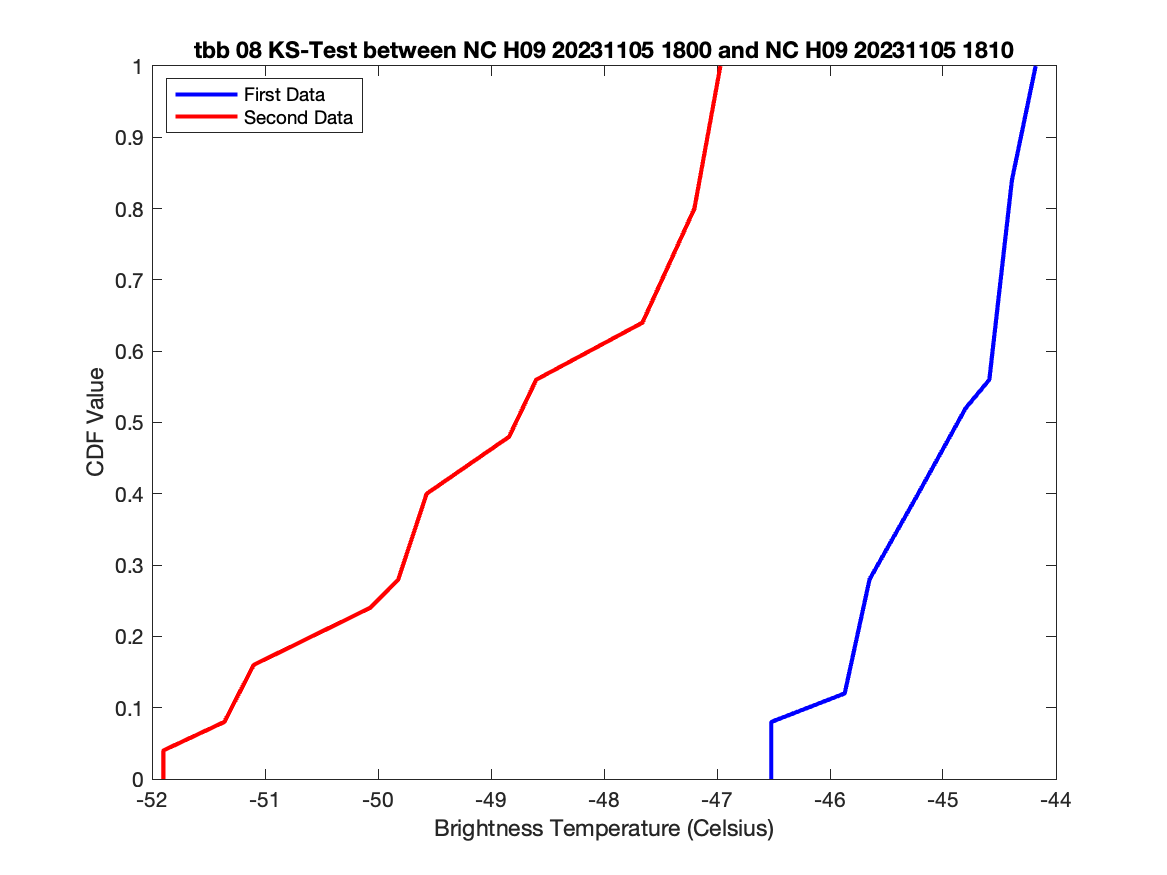 tbb 08 KS-Test between NC H09 20231105 1800 and NC H09 20231105 1810
First Data
Second Data
1
0.9
0.8
0.7
0.6
0.5
0.4
0.3
0.2
0.1
0
CDF Value
-52 -51 -50 -49 -48 -47 -46 -45 -44
Brightness Temperature (Celsius)